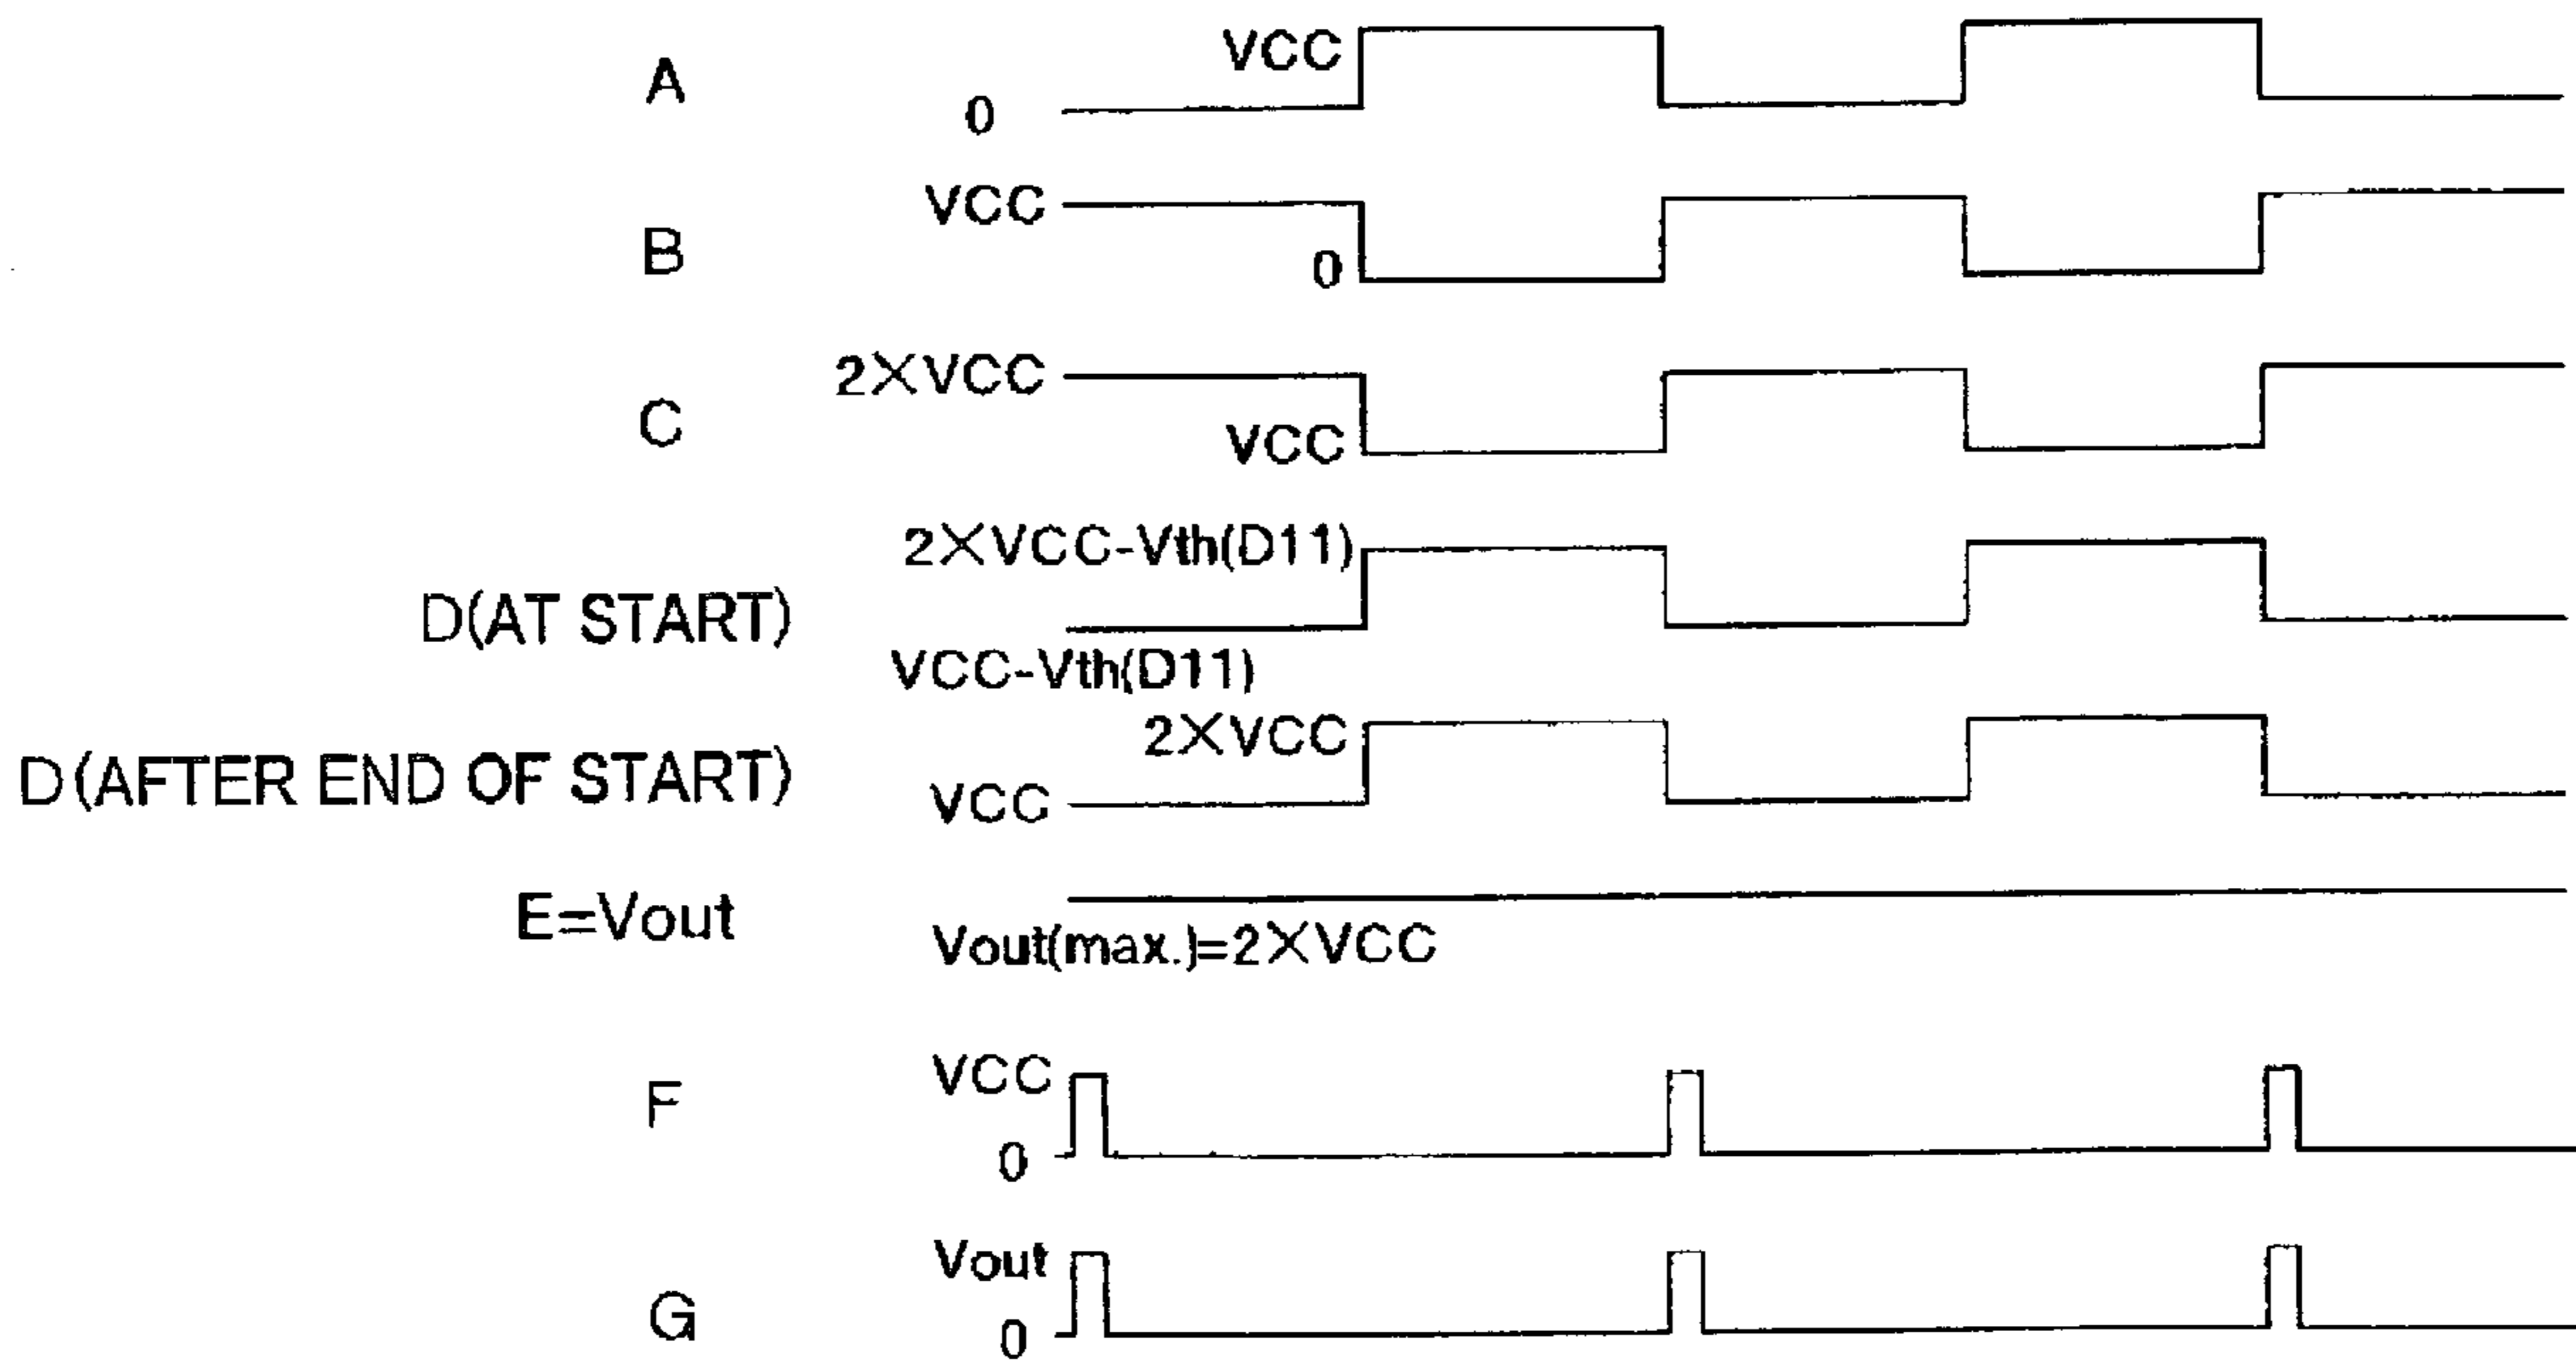 A
VCC
0
B
VCC
0
C
2×VCC
VCC
D(AT START)
2×VCC-Vth(D11)
VCC-Vth(D11)
D(AFTER END OF START)
2×VCC
VCC
E=Vout
Vout(max.)=2×VCC
F
VCC
0
G
Vout
0